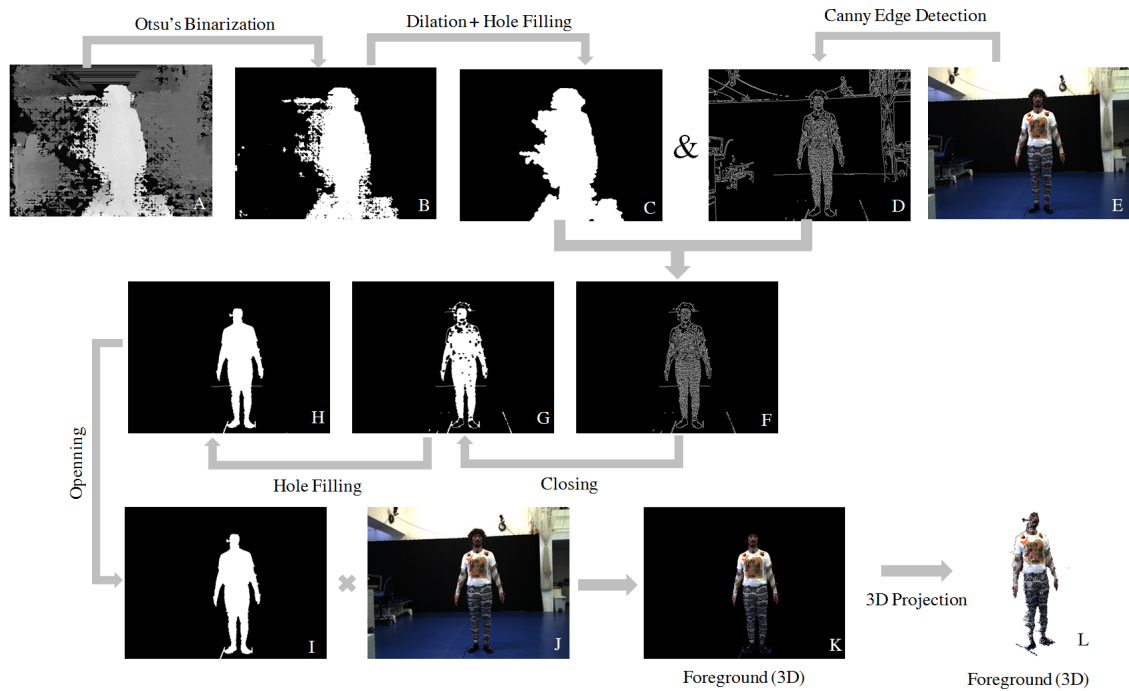 Otsu's Binarization
Dilation + Hole Filling
Canny Edge Detection
A
B
C
&
D
E
H
G
F
Openning
Hole Filling
Closing
I
J
K
3D Projection
L
Foreground (3D)
Foreground (3D)